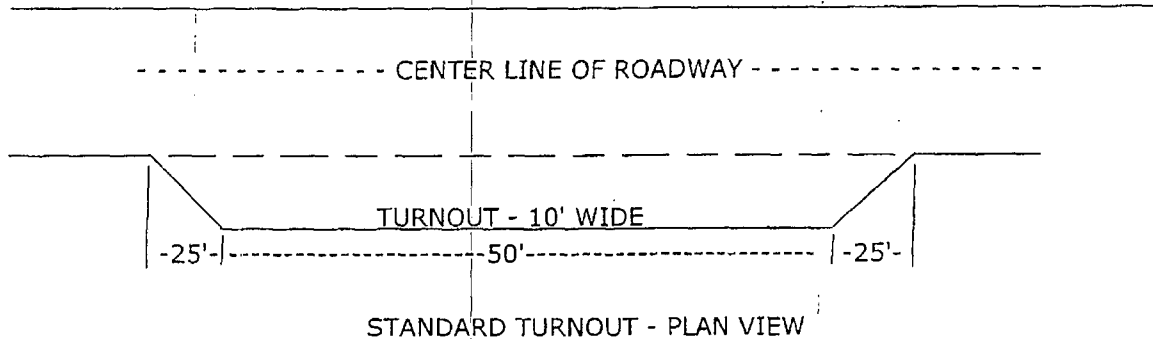 CENTER LINE OF ROADWAY
TURNOUT - 10' WIDE
-25'- 50' -25'-
STANDARD TURNOUT - PLAN VIEW